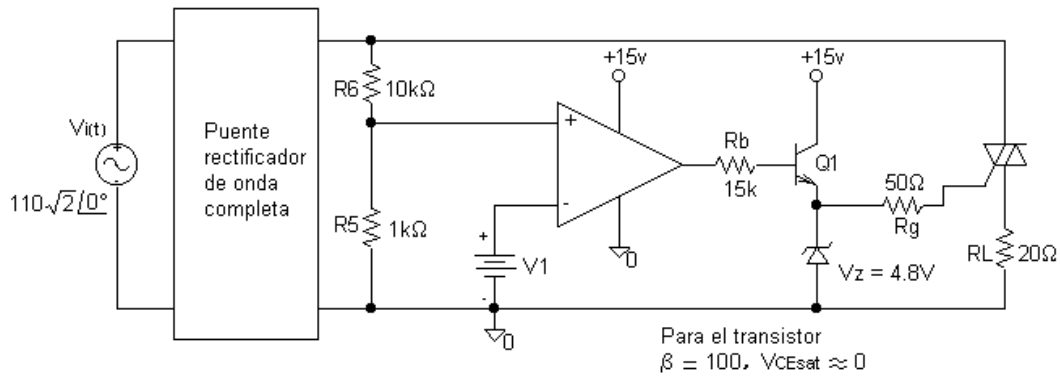 Vi(t)
110√2/0°
Puente
rectificador
de onda
completa
R6
10kΩ
R5
1kΩ
+
V1
-
0
+
-
+15v
0
Rb
15k
+15v
Q1
50Ω
Rg
Vz = 4.8V
RL
20Ω
Para el transistor
β = 100, VCEsat ≈ 0